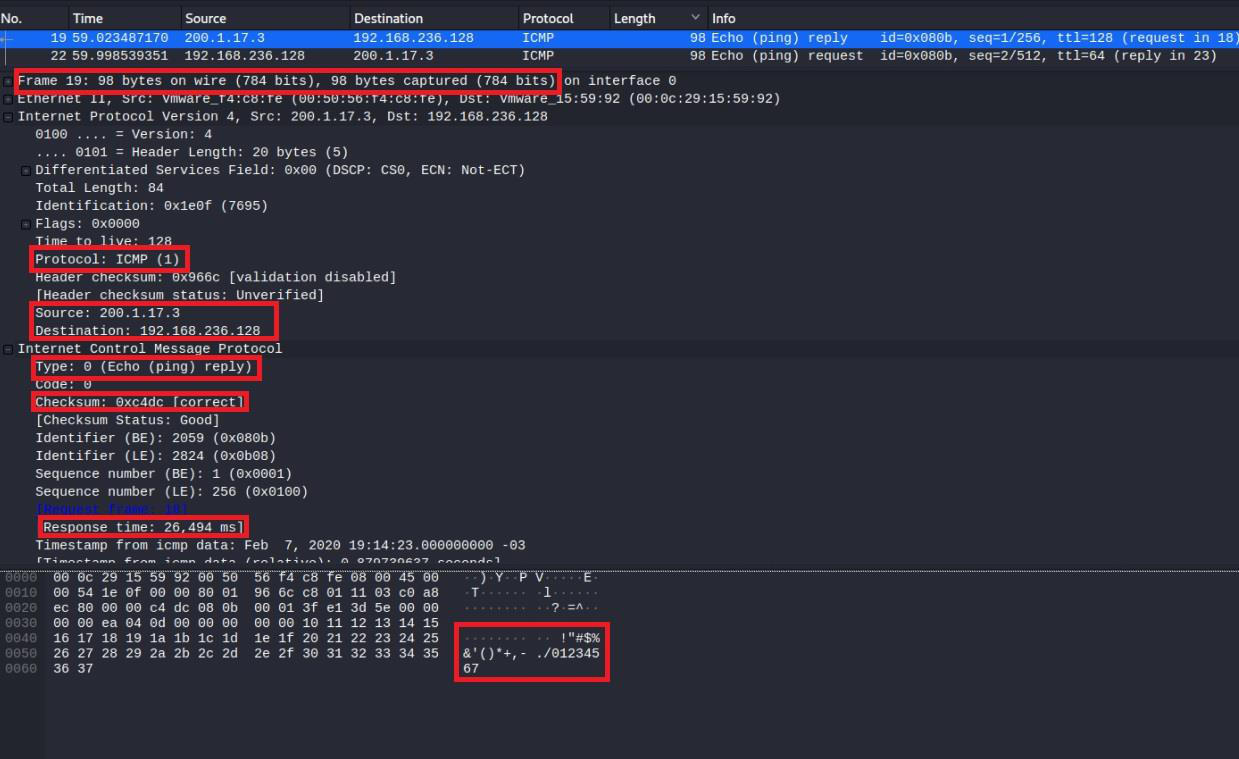 No. Time Source Destination Protocol Length Info
19 59.023487170 200.1.17.3 192.168.236.128 ICMP 98 Echo (ping) reply id=0x080b, seq=1/256, ttl=128 (request in 18)
22 59.998539351 192.168.236.128 200.1.17.3 ICMP 98 Echo (ping) request id=0x080b, seq=2/512, ttl=64 (reply in 23)
Frame 19: 98 bytes on wire (784 bits), 98 bytes captured (784 bits) on interface 0
Ethernet II, Src: Vmware_f4:c8:fe (00:50:56:f4:c8:fe), Dst: Vmware_15:59:92 (00:0c:29:15:59:92)
Internet Protocol Version 4, Src: 200.1.17.3, Dst: 192.168.236.128
0100 .... = Version: 4
.... 0101 = Header Length: 20 bytes (5)
Differentiated Services Field: 0x00 (DSCP: CS0, ECN: Not-ECT)
Total Length: 84
Identification: 0x1e0f (7695)
Flags: 0x0000
Time to live: 128
Protocol: ICMP (1)
Header checksum: 0x966c [validation disabled]
[Header checksum status: Unverified]
Source: 200.1.17.3
Destination: 192.168.236.128
Internet Control Message Protocol
Type: 0 (Echo (ping) reply)
Code: 0
Checksum: 0xc4dc [correct]
[Checksum Status: Good]
Identifier (BE): 2059 (0x080b)
Identifier (LE): 2824 (0x0b08)
Sequence number (BE): 1 (0x0001)
Sequence number (LE): 256 (0x0100)
[Request frame: 18]
[Response time: 26,494 ms]
Timestamp from icmp data: Feb  7, 2020 19:14:23.000000000 -03
[Timestamp from icmp data (relative): 0.879739637 seconds]
0000 00 0c 29 15 59 92 00 50 56 f4 c8 fe 08 00 45 00 ··)·Y··P V·····E·
0010 00 54 1e 0f 00 00 80 01 96 6c c8 01 11 03 c0 a8 ·T······ ·l······
0020 ec 80 00 00 c4 dc 08 0b 00 01 3f e1 3d 5e 00 00 ········ ··?·=^··
0030 00 00 ea 04 0d 00 00 00 00 00 10 11 12 13 14 15
0040 16 17 18 19 1a 1b 1c 1d 1e 1f 20 21 22 23 24 25 ········ ·· !"#$%
0050 26 27 28 29 2a 2b 2c 2d 2e 2f 30 31 32 33 34 35 &'()*+,- ./012345
0060 36 37 67